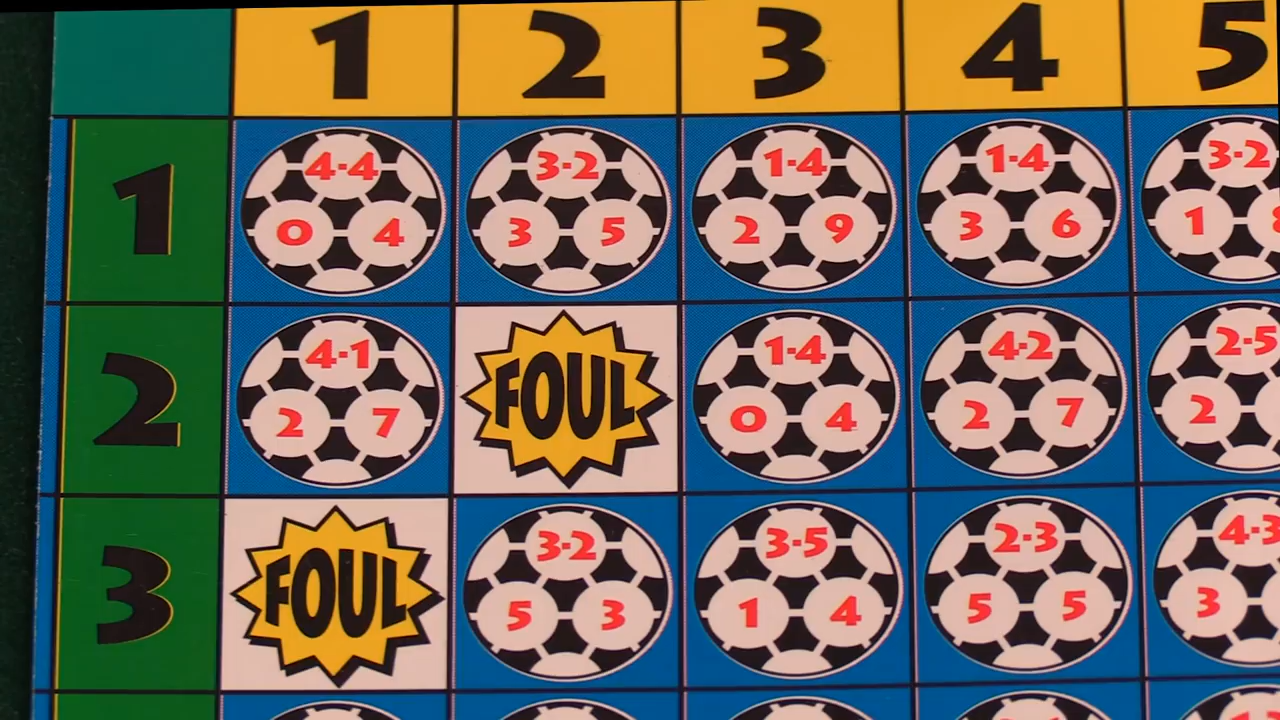 1 2 3 4 5
1 4-4 3-2 1-4 1-4 3-2
0 4 3 5 2 9 3 6 1
2 4-1 FOUL 1-4 4-2 2-5
2 7 0 4 2 7 2
3 FOUL 3-2 3-5 2-3 4-3
5 3 1 4 5 5 3